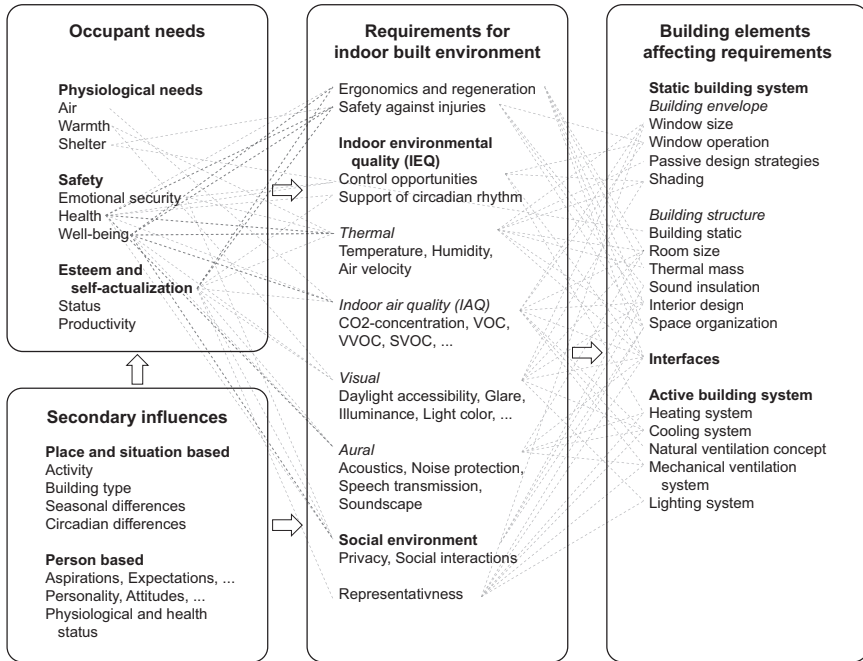 Occupant needs
Physiological needs
Air
Warmth
Shelter
Safety
Emotional security
Health
Well-being
Esteem and
self-actualization
Status
Productivity
Secondary influences
Place and situation based
Activity
Building type
Seasonal differences
Circadian differences
Person based
Aspirations, Expectations, ...
Personality, Attitudes, ...
Physiological and health
status
Requirements for
indoor built environment
Ergonomics and regeneration
Safety against injuries
Indoor environmental
quality (IEQ)
Control opportunities
Support of circadian rhythm
Thermal
Temperature, Humidity,
Air velocity
Indoor air quality (IAQ)
CO2-concentration, VOC,
VVOC, SVOC, ...
Visual
Daylight accessibility, Glare,
Illuminance, Light color, ...
Aural
Acoustics, Noise protection,
Speech transmission,
Soundscape
Social environment
Privacy, Social interactions
Representativness
Building elements
affecting requirements
Static building system
Building envelope
Window size
Window operation
Passive design strategies
Shading
Building structure
Building static
Room size
Thermal mass
Sound insulation
Interior design
Space organization
Interfaces
Active building system
Heating system
Cooling system
Natural ventilation concept
Mechanical ventilation
system
Lighting system